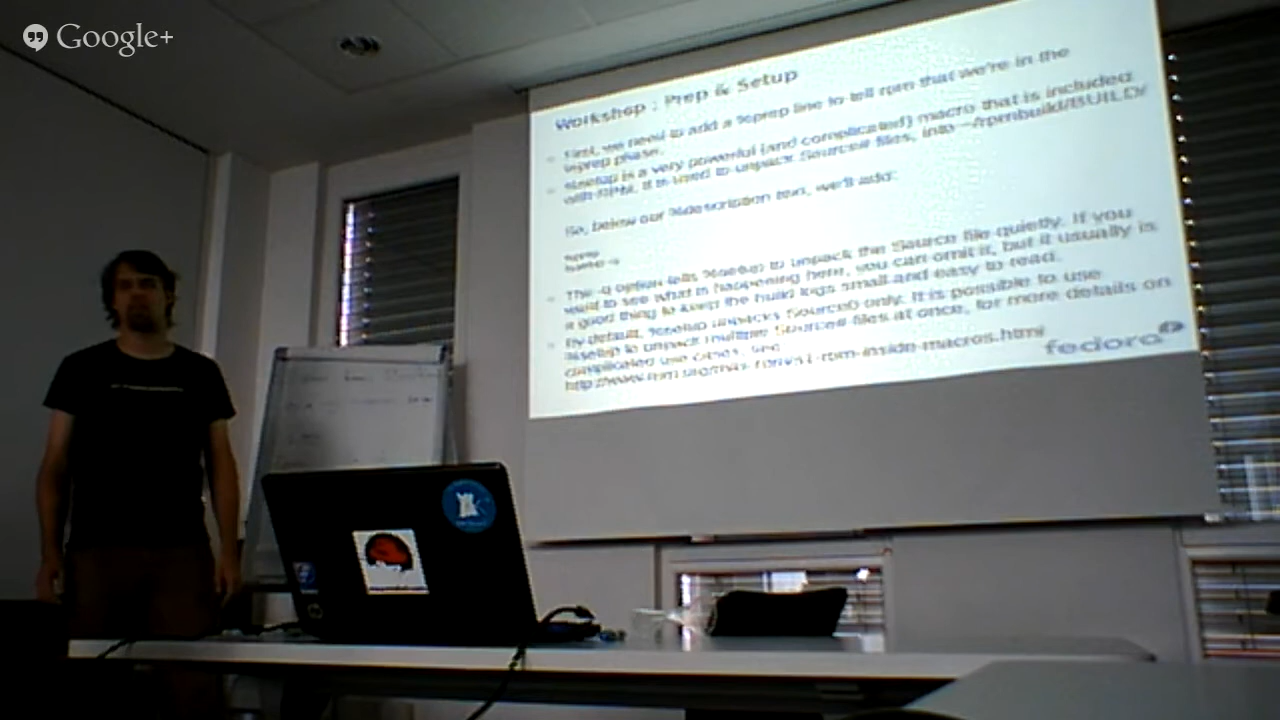 Google+
Workshop : Prep & Setup
First, we need to add a %prep line to tell rpm that we're in the
%prep phase.
%setup is a very powerful (and complicated) macro that is included
with RPM. It is used to unpack Source# files, into ~/rpmbuild/BUILD/
So, below our %description text, we'll add:
%prep
%setup -q
The -q option tells %setup to unpack the Source file quietly. If you
want to see what is happening here, you can omit it, but it usually is
a good thing to keep the build logs small and easy to read.
By default, %setup unpacks Source0 only. It is possible to use
%setup to unpack multiple Source# files at once, for more details on
complicated use cases, see
fedora